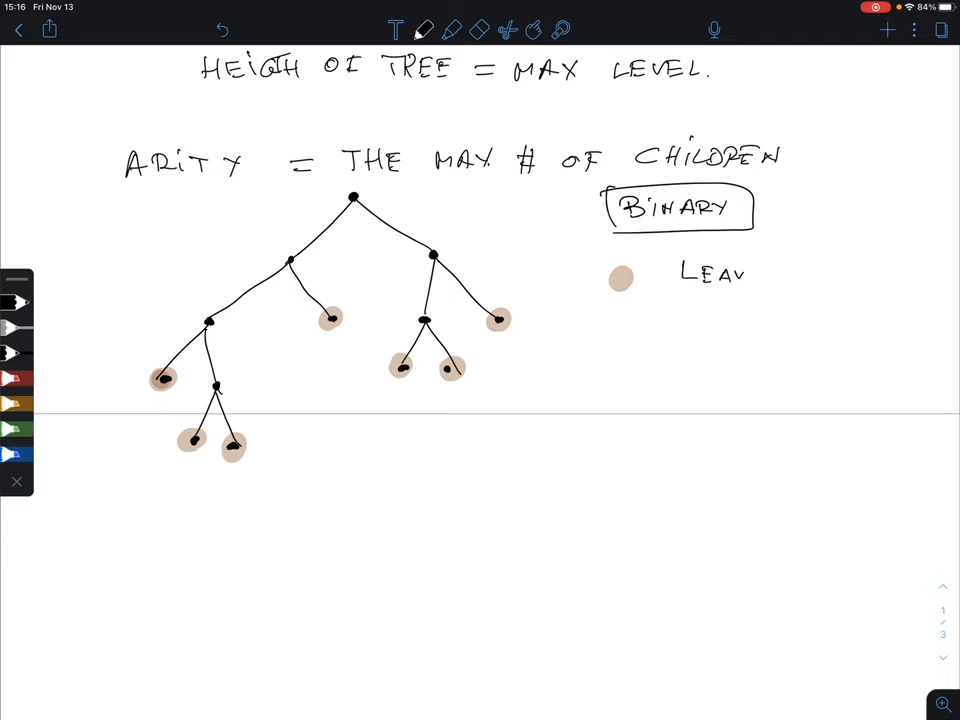 15:16 Fri Nov 13
84%
HEIGTH OF TREE = MAX LEVEL.
ARITY = THE MAX # OF CHILDREN
BINARY
LEAV
T
1
/
3